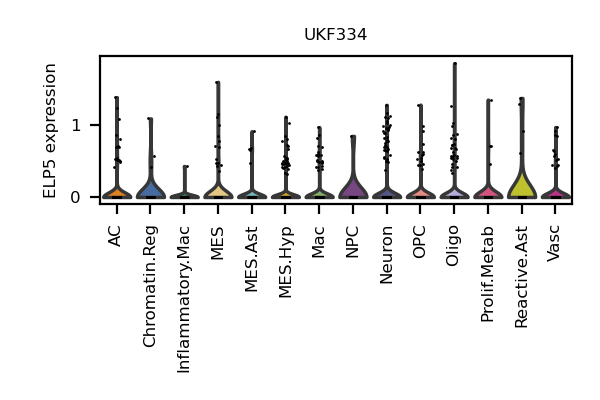 UKF334
ELP5 expression
1
0
AC
Chromatin.Reg
Inflammatory.Mac
MES
MES.Ast
MES.Hyp
Mac
NPC
Neuron
OPC
Oligo
Prolif.Metab
Reactive.Ast
Vasc